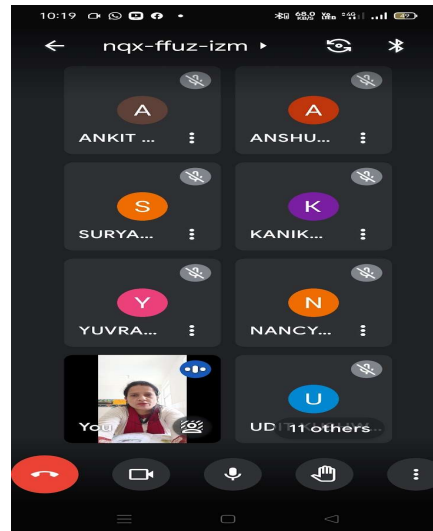 10:19
nqx-ffuz-izm
A A
ANKIT ... ANSHU...
S K
SURYA... KANIK...
Y N
YUVRA... NANCY...
U
You 11 others